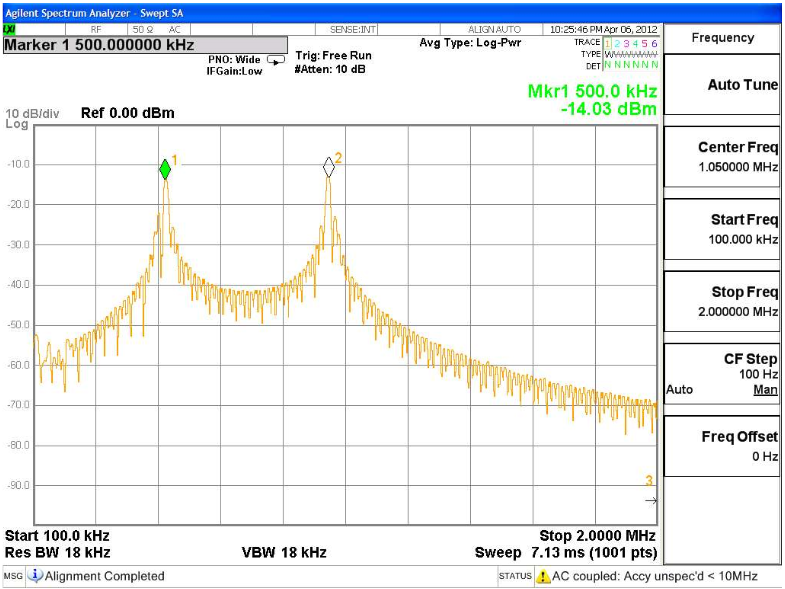 Agilent Spectrum Analyzer - Swept SA
LXI RF 50 Ω AC SENSE:INT ALIGN AUTO 10:25:46 PM Apr 06, 2012
Marker 1 500.000000 kHz
PNO: Wide
IFGain:Low
Trig: Free Run
#Atten: 10 dB
Avg Type: Log-Pwr
TRACE 1 2 3 4 5 6
TYPE WWWWWW
DET N N N N N N
Mkr1 500.0 kHz
-14.03 dBm
10 dB/div Ref 0.00 dBm
Log
1
2
-10.0
-20.0
-30.0
-40.0
-50.0
-60.0
-70.0
-80.0
-90.0
3
Start 100.0 kHz Stop 2.0000 MHz
Res BW 18 kHz VBW 18 kHz Sweep 7.13 ms (1001 pts)
MSG Alignment Completed STATUS AC coupled: Accy unspec'd < 10MHz
Frequency
Auto Tune
Center Freq
1.050000 MHz
Start Freq
100.000 kHz
Stop Freq
2.000000 MHz
CF Step
100 Hz
Auto Man
Freq Offset
0 Hz